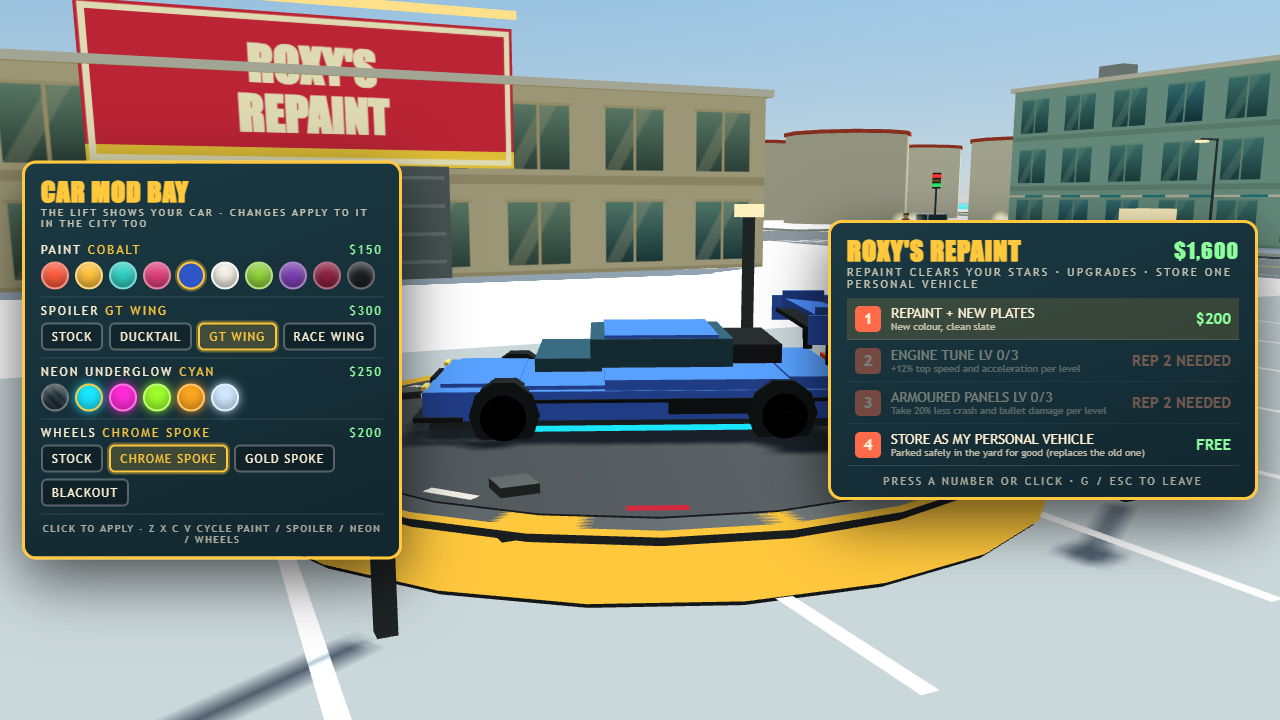 ROXY'S
REPAINT
CAR MOD BAY
THE LIFT SHOWS YOUR CAR · CHANGES APPLY TO IT
IN THE CITY TOO
PAINT COBALT $150
SPOILER GT WING $300
STOCK DUCKTAIL GT WING RACE WING
NEON UNDERGLOW CYAN $250
WHEELS CHROME SPOKE $200
STOCK CHROME SPOKE GOLD SPOKE
BLACKOUT
CLICK TO APPLY · Z X C V CYCLE PAINT / SPOILER / NEON
/ WHEELS
ROXY'S REPAINT $1,600
REPAINT CLEARS YOUR STARS · UPGRADES · STORE ONE
PERSONAL VEHICLE
1 REPAINT + NEW PLATES $200
New colour, clean slate
2 ENGINE TUNE LV 0/3 REP 2 NEEDED
+12% top speed and acceleration per level
3 ARMOURED PANELS LV 0/3 REP 2 NEEDED
Take 20% less crash and bullet damage per level
4 STORE AS MY PERSONAL VEHICLE FREE
Parked safely in the yard for good (replaces the old one)
PRESS A NUMBER OR CLICK · G / ESC TO LEAVE